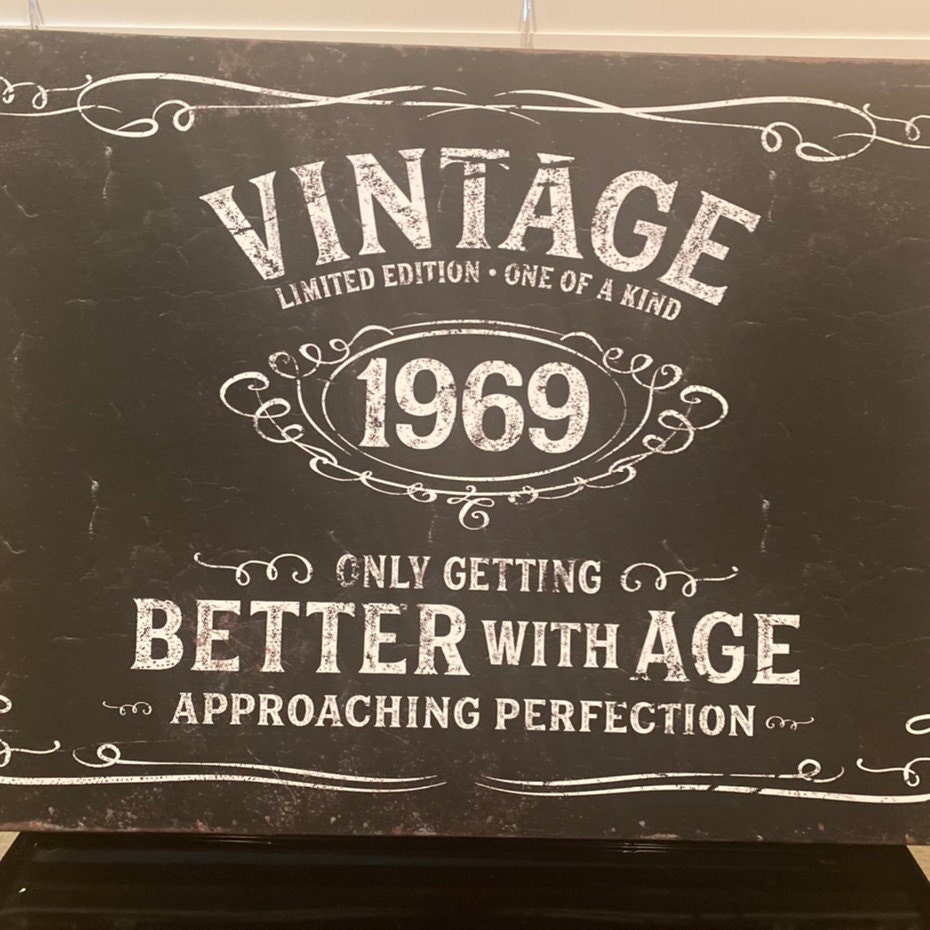 VINTAGE
LIMITED EDITION • ONE OF A KIND
1969
ONLY GETTING
BETTER WITH AGE
APPROACHING PERFECTION